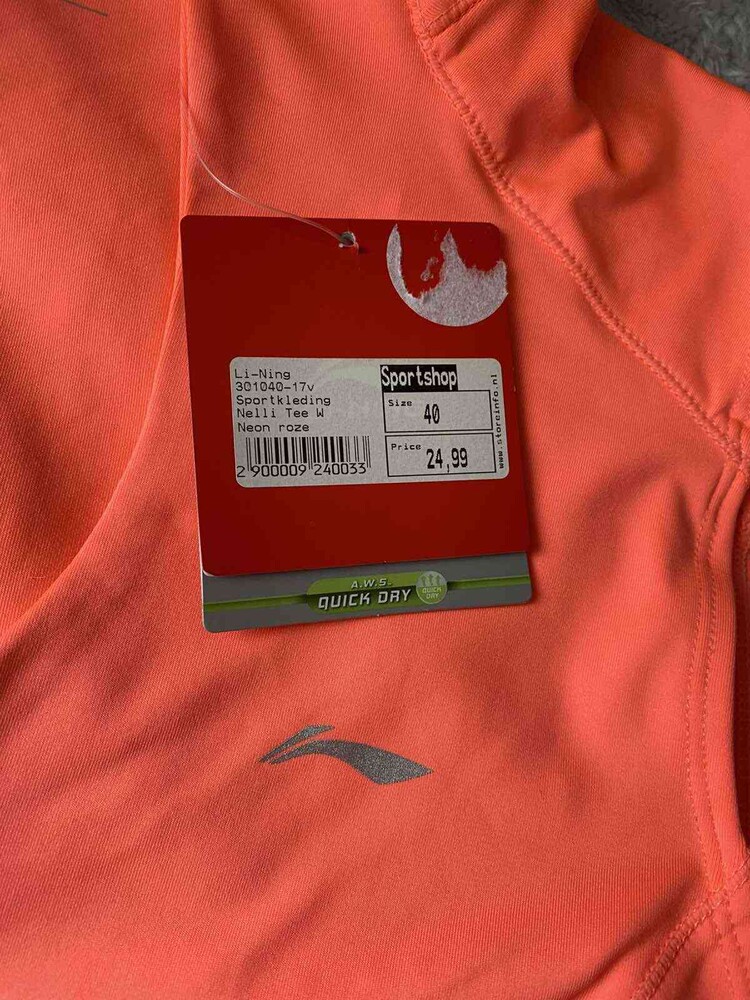 Li-Ning
301040-17v
Sportkleding
Nelli Tee W
Neon roze
2 900009 240033
Sportshop
Size
40
Price
24,99
www.storeinfo.nl
A.W.S.
QUICK DRY
QUICK
DRY